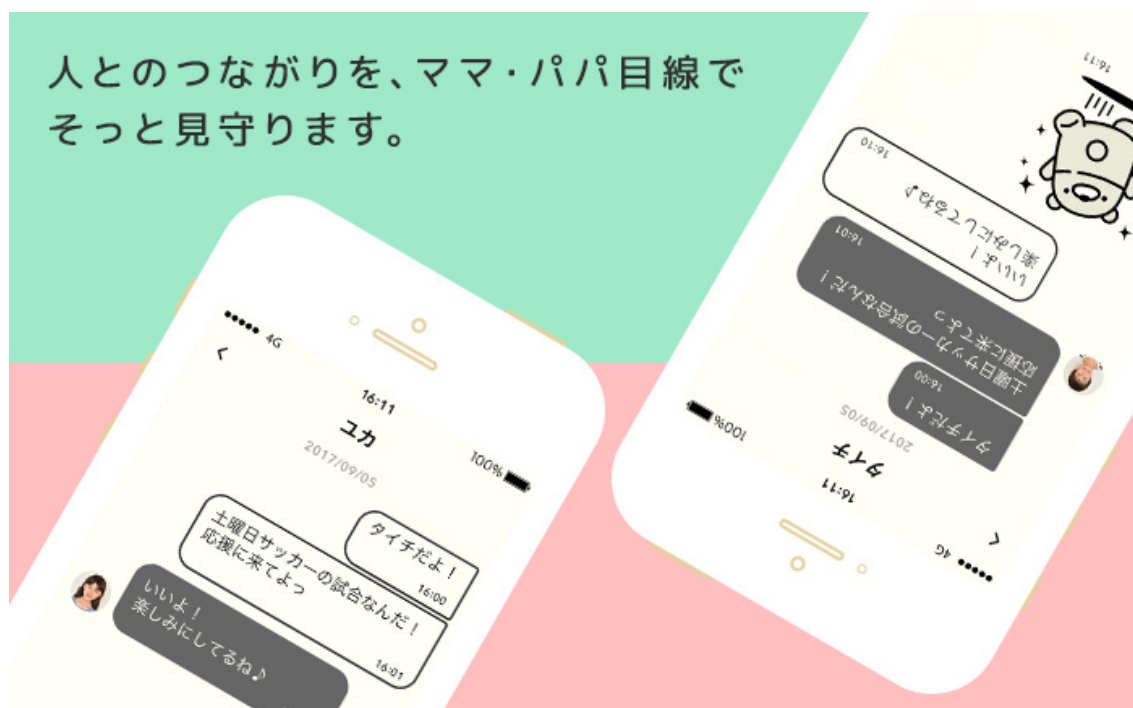 人とのつながりを、ママ・パパ目線で
そっと見守ります。
4G
16:11
100%
ユカ
2017/09/05
タイチだよ！
16:00
土曜日サッカーの試合なんだ！
応援に来てよっ
16:01
いいよ！
楽しみにしてるね♪
4G
16:11
100%
タイチ
2017/09/05
タイチだよ！
16:00
土曜日サッカーの試合なんだ！
応援に来てよっ
16:01
いいよ！
楽しみにしてるね♪
16:10
16:11